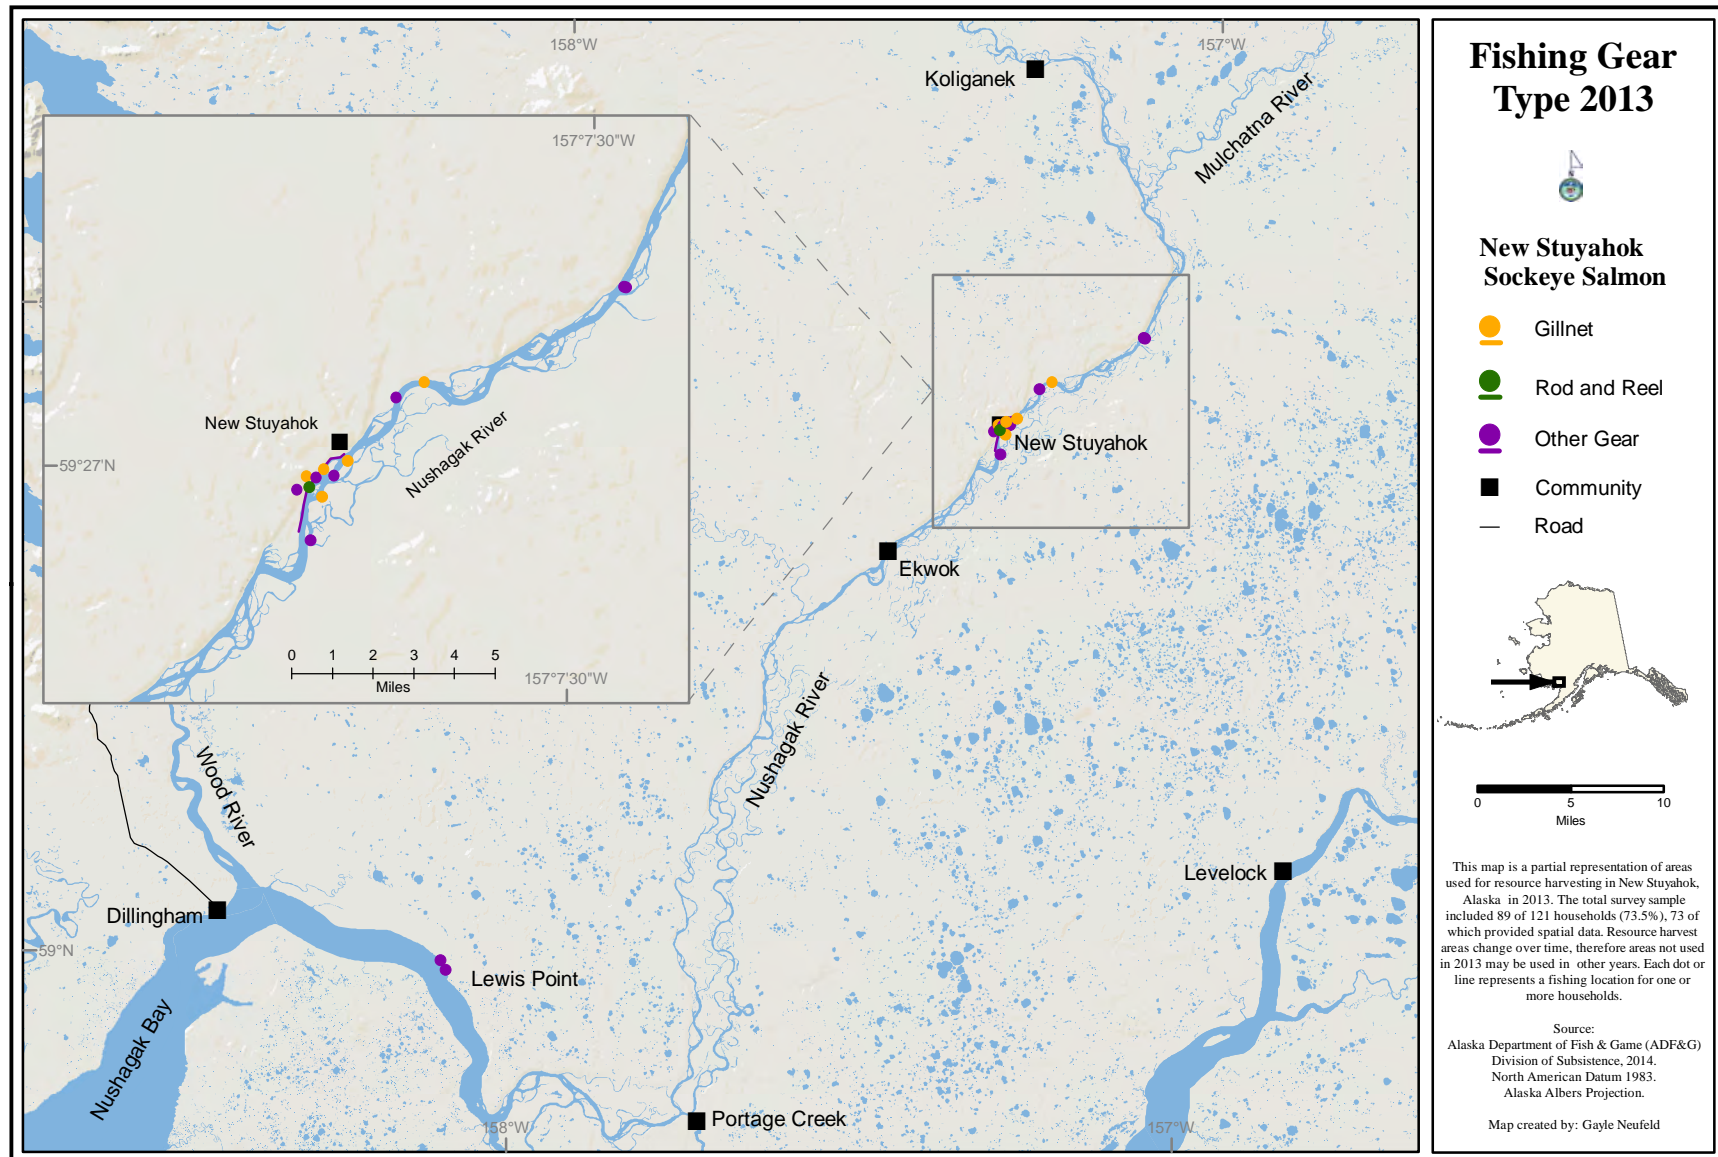 158°W
157°W
Koliganek
Mulchatna River
157°7'30"W
New Stuyahok
Nushagak River
59°27'N
0 1 2 3 4 5
Miles
157°7'30"W
New Stuyahok
Ekwok
Nushagak River
Wood River
Dillingham
Levelock
59°N
Lewis Point
Nushagak Bay
Portage Creek
158°W
157°W
Fishing Gear
Type 2013
New Stuyahok
Sockeye Salmon
Gillnet
Rod and Reel
Other Gear
Community
Road
0 5 10
Miles
This map is a partial representation of areas
used for resource harvesting in New Stuyahok,
Alaska in 2013. The total survey sample
included 89 of 121 households (73.5%), 73 of
which provided spatial data. Resource harvest
areas change over time, therefore areas not used
in 2013 may be used in other years. Each dot or
line represents a fishing location for one or
more households.
Source:
Alaska Department of Fish & Game (ADF&G)
Division of Subsistence, 2014.
North American Datum 1983.
Alaska Albers Projection.
Map created by: Gayle Neufeld